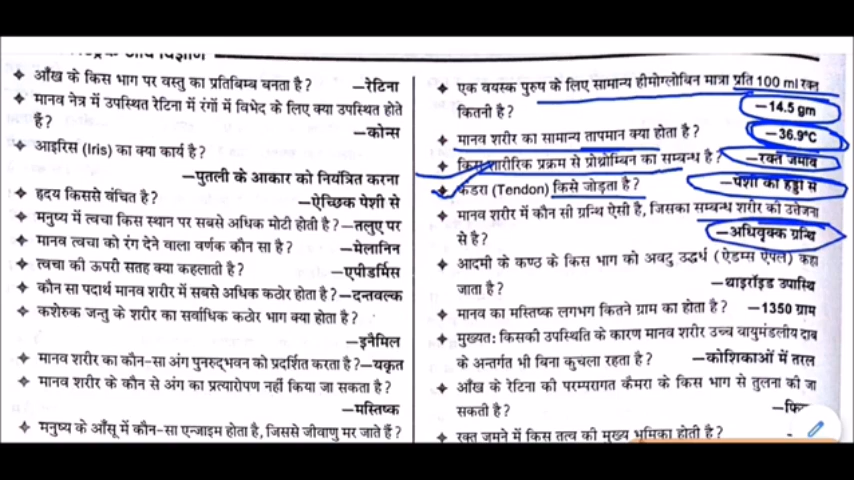 ✦ आँख के किस भाग पर वस्तु का प्रतिबिम्ब बनता है? –रेटिना
✦ मानव नेत्र में उपस्थित रेटिना में रंगों में विभेद के लिए क्या उपस्थित होते
हैं? –कोन्स
✦ आइरिस (Iris) का क्या कार्य है?
–पुतली के आकार को नियंत्रित करना
✦ हृदय किससे वंचित है? –ऐच्छिक पेशी से
✦ मनुष्य में त्वचा किस स्थान पर सबसे अधिक मोटी होती है? –तलुए पर
✦ मानव त्वचा को रंग देने वाला वर्णक कौन सा है? –मेलानिन
✦ त्वचा की ऊपरी सतह क्या कहलाती है? –एपीडर्मिस
✦ कौन सा पदार्थ मानव शरीर में सबसे अधिक कठोर होता है? –दन्तवल्क
✦ कशेरुक जन्तु के शरीर का सर्वाधिक कठोर भाग क्या होता है?
–इनैमिल
✦ मानव शरीर का कौन-सा अंग पुनरुद्भवन को प्रदर्शित करता है? –यकृत
✦ मानव शरीर के कौन से अंग का प्रत्यारोपण नहीं किया जा सकता है?
–मस्तिष्क
✦ मनुष्य के आँसू में कौन-सा एन्जाइम होता है, जिससे जीवाणु मर जाते हैं?
✦ एक वयस्क पुरुष के लिए सामान्य हीमोग्लोबिन मात्रा प्रति 100 ml रक्त
कितनी है? –14.5 gm
✦ मानव शरीर का सामान्य तापमान क्या होता है? –36.9°C
✦ किस शारीरिक प्रक्रम से प्रोथ्रोम्बिन का सम्बन्ध है? –रक्त जमाव
✦ कंडरा (Tendon) किसे जोड़ता है? –पेशी को हड्डी से
✦ मानव शरीर में कौन सी ग्रन्थि ऐसी है, जिसका सम्बन्ध शरीर की उत्तेजना
से है? –अधिवृक्क ग्रन्थि
✦ आदमी के कण्ठ के किस भाग को अवटु उद्वर्ध (ऐडम्स ऐपल) कहा
जाता है? –थाइरॉइड उपास्थि
✦ मानव का मस्तिष्क लगभग कितने ग्राम का होता है? –1350 ग्राम
✦ मुख्यत: किसकी उपस्थिति के कारण मानव शरीर उच्च वायुमंडलीय दाब
के अन्तर्गत भी बिना कुचला रहता है? –कोशिकाओं में तरल
✦ आँख के रेटिना की परम्परागत कैमरा के किस भाग से तुलना की जा
सकती है?
✦ रक्त जमने में किस तत्व की मुख्य भूमिका होती है?